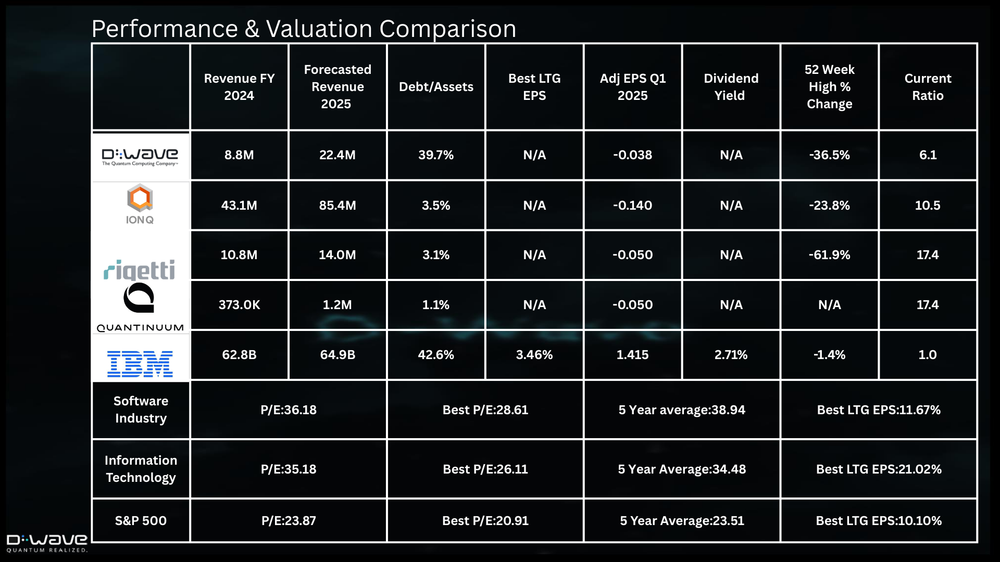 Performance & Valuation Comparison
Revenue FY
2024
Forecasted
Revenue
2025
Debt/Assets
Best LTG
EPS
Adj EPS Q1
2025
Dividend
Yield
52 Week
High %
Change
Current
Ratio
D:Wave
The Quantum Computing Company™
8.8M
22.4M
39.7%
N/A
-0.038
N/A
-36.5%
6.1
IONQ
43.1M
85.4M
3.5%
N/A
-0.140
N/A
-23.8%
10.5
rigetti
10.8M
14.0M
3.1%
N/A
-0.050
N/A
-61.9%
17.4
QUANTINUUM
373.0K
1.2M
1.1%
N/A
-0.050
N/A
N/A
17.4
IBM
62.8B
64.9B
42.6%
3.46%
1.415
2.71%
-1.4%
1.0
Software
Industry
P/E:36.18
Best P/E:28.61
5 Year average:38.94
Best LTG EPS:11.67%
Information
Technology
P/E:35.18
Best P/E:26.11
5 Year Average:34.48
Best LTG EPS:21.02%
S&P 500
P/E:23.87
Best P/E:20.91
5 Year Average:23.51
Best LTG EPS:10.10%
D:Wave
QUANTUM REALIZED.
D-Wave